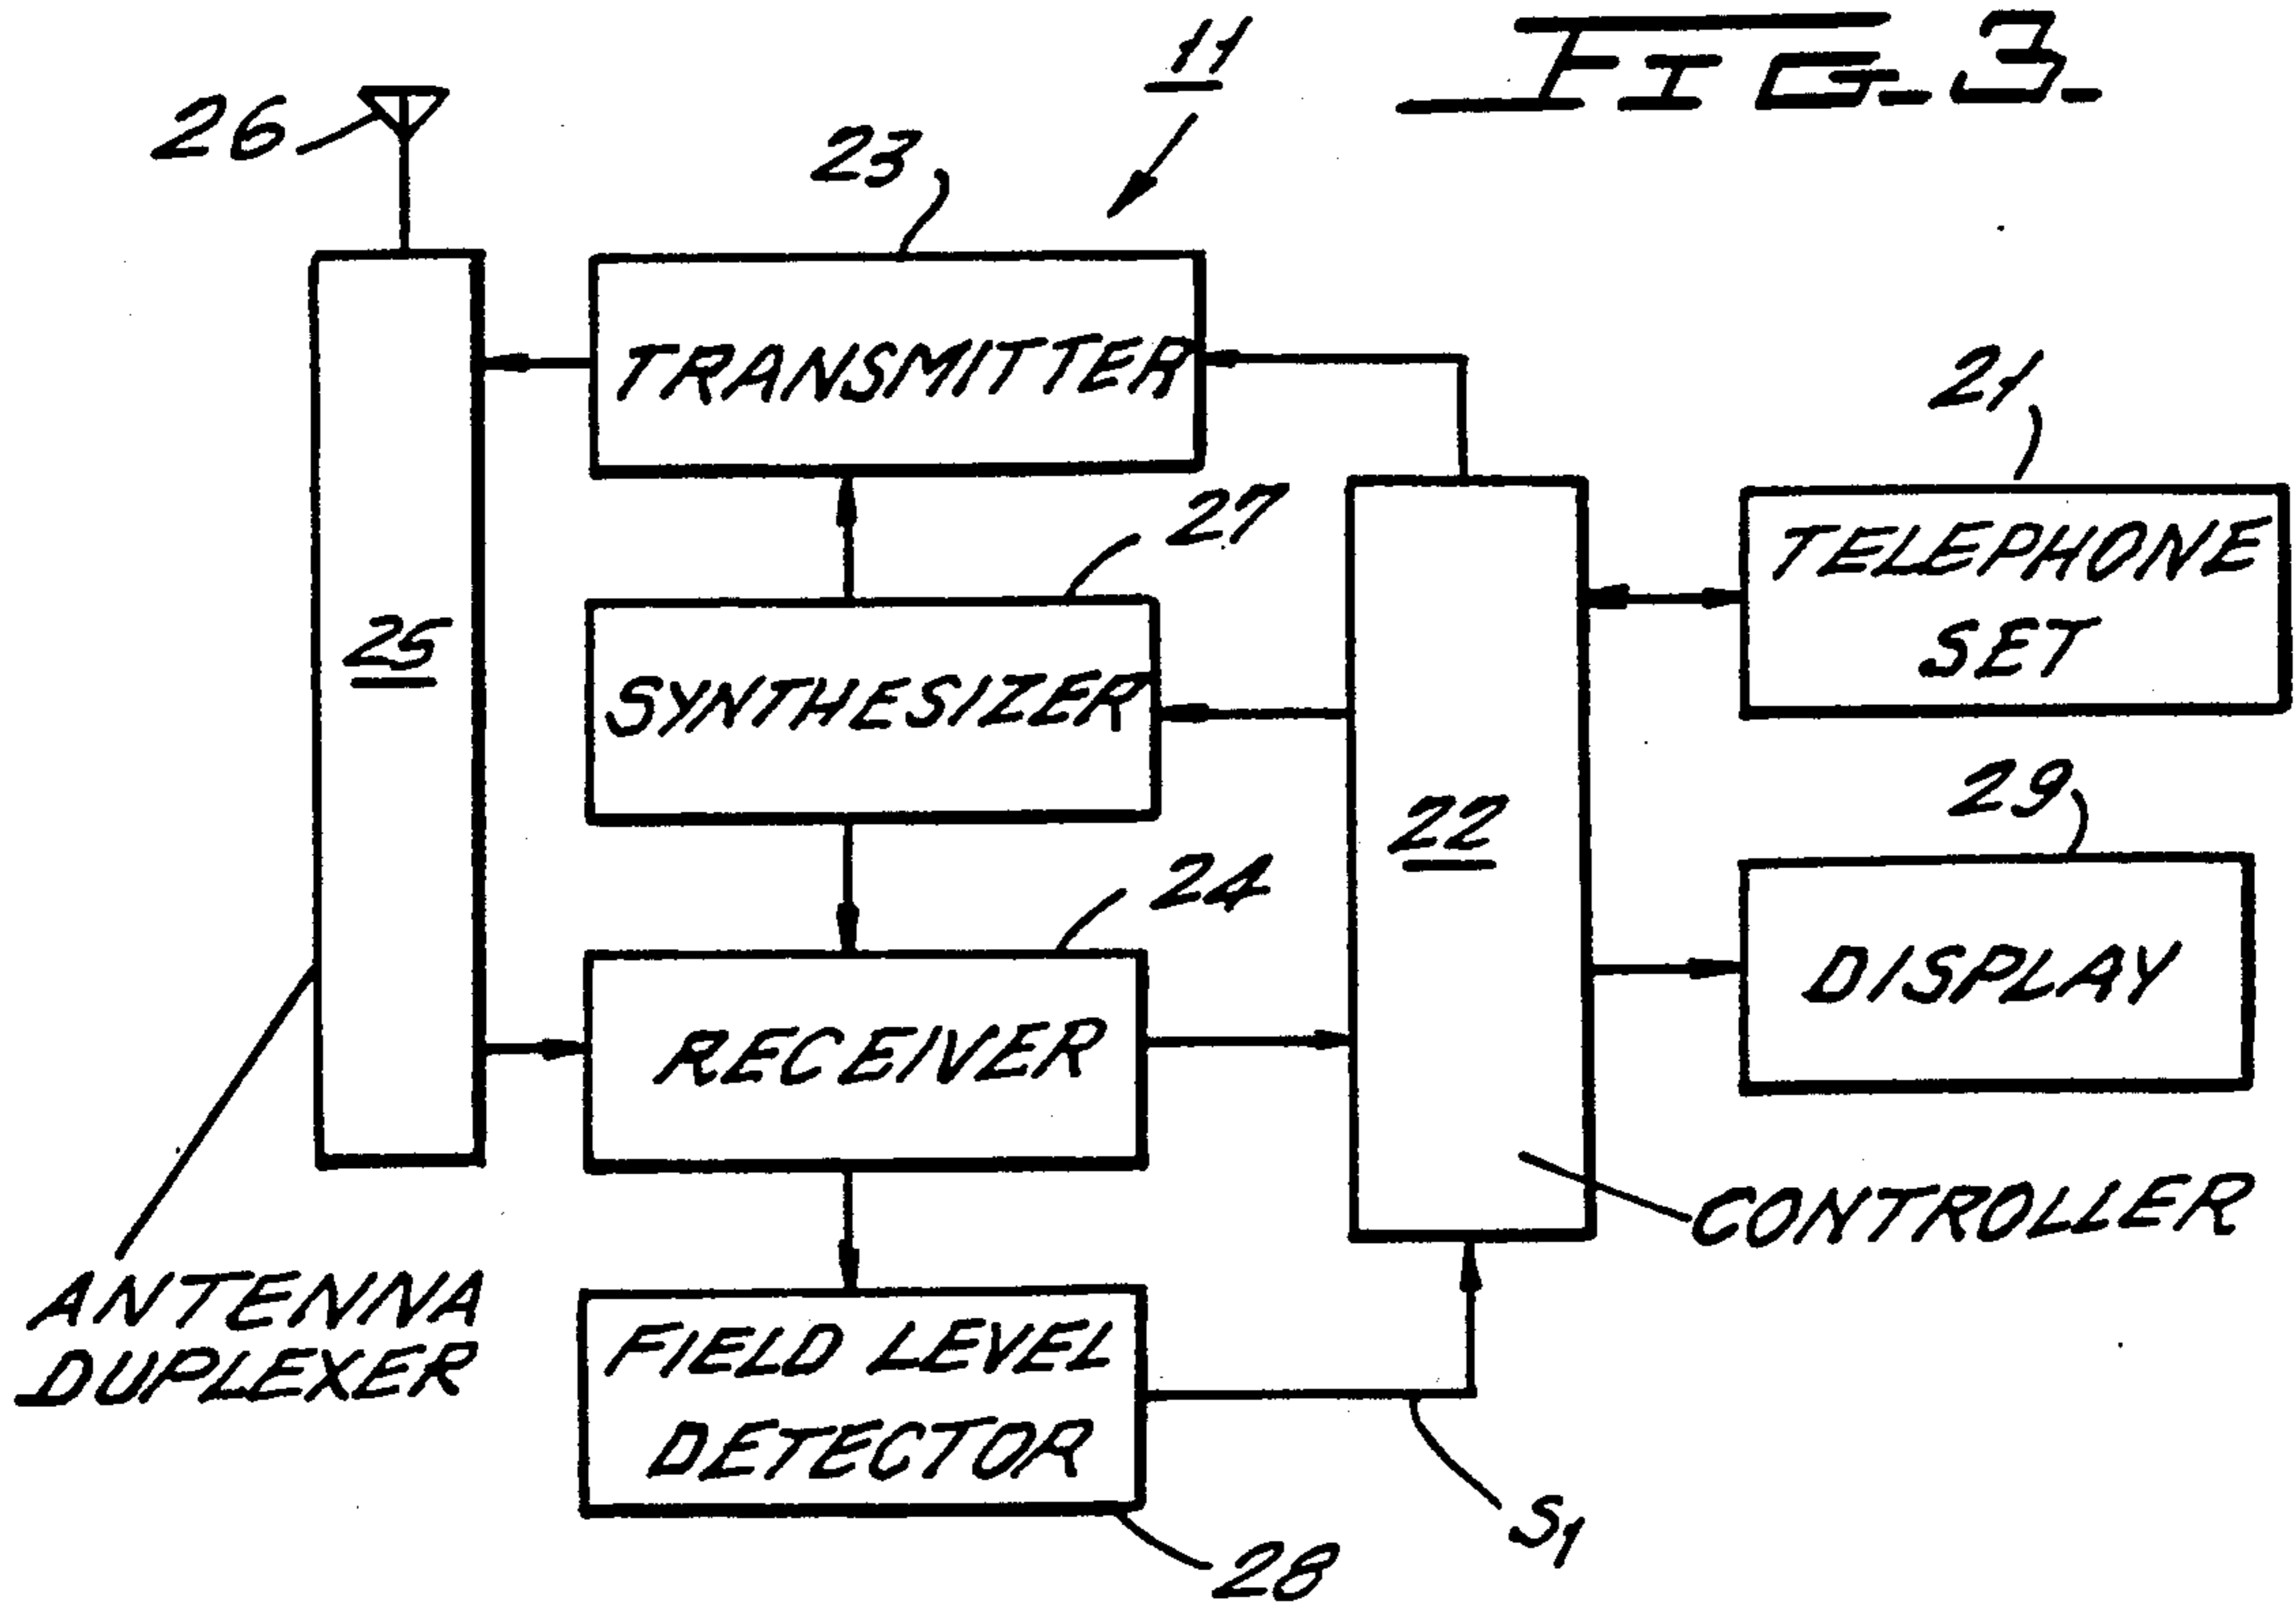 FIG. 3.
11
26
23
TRANSMITTER
21
TELEPHONE
SET
27
25
SYNTHESIZER
29
22
24
DISPLAY
RECEIVER
CONTROLLER
ANTENNA
DUPLEXER
FIELD LEVEL
DETECTOR
S1
28